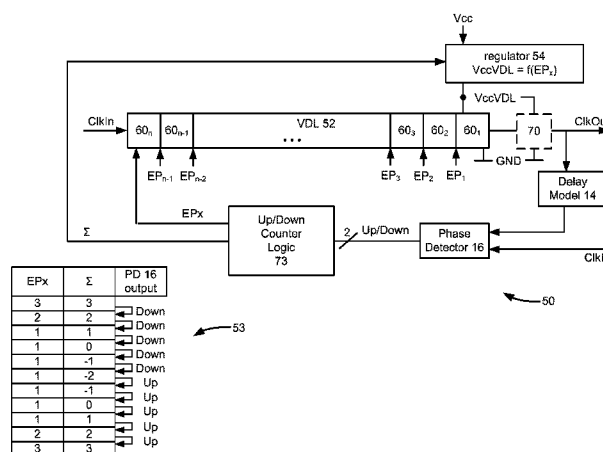 Vcc
regulator 54
VccVDL = f(EPx)
VccVDL
ClkIn
60n 60n-1 VDL 52 ... 603 602 601
70
ClkOut
GND
EPn-1 EPn-2 EP3 EP2 EP1
Delay
Model 14
EPx
Σ
Up/Down
Counter
Logic
73
2 Up/Down
Phase
Detector 16
ClkI
50
53
EPx Σ PD 16 output
3 3
Down
2 2
Down
1 1
Down
1 0
Down
1 -1
Down
1 -2
Up
1 -1
Up
1 0
Up
1 1
Up
2 2
Up
3 3